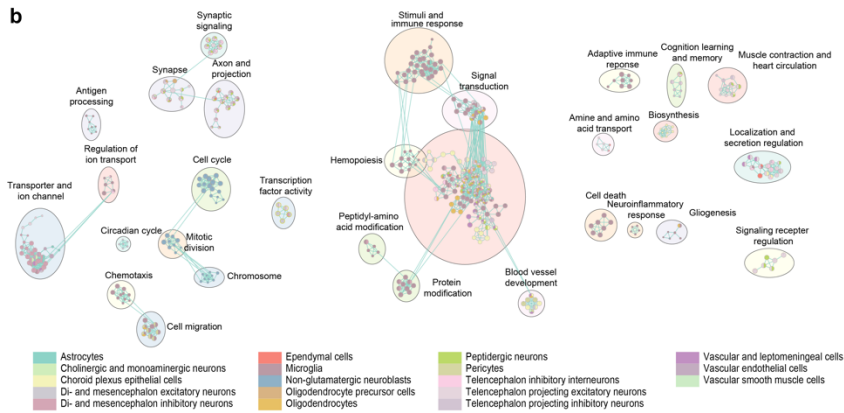 b
Synaptic
signaling
Synapse
Axon and
projection
Antigen
processing
Regulation of
ion transport
Transporter and
ion channel
Cell cycle
Transcription
factor activity
Circadian cycle
Mitotic
division
Chromosome
Chemotaxis
Cell migration
Stimuli and
immune response
Signal
transduction
Hemopoiesis
Peptidyl-amino
acid modification
Protein
modification
Blood vessel
development
Adaptive immune
reponse
Cognition learning
and memory
Muscle contraction and
heart circulation
Amine and amino
acid transport
Biosynthesis
Localization and
secretion regulation
Cell death
Neuroinflammatory
response
Gliogenesis
Signaling recepter
regulation
Astrocytes
Cholinergic and monoaminergic neurons
Choroid plexus epithelial cells
Di- and mesencephalon excitatory neurons
Di- and mesencephalon inhibitory neurons
Ependymal cells
Microglia
Non-glutamatergic neuroblasts
Oligodendrocyte precursor cells
Oligodendrocytes
Peptidergic neurons
Pericytes
Telencephalon inhibitory interneurons
Telencephalon projecting excitatory neurons
Telencephalon projecting inhibitory neurons
Vascular and leptomeningeal cells
Vascular endothelial cells
Vascular smooth muscle cells